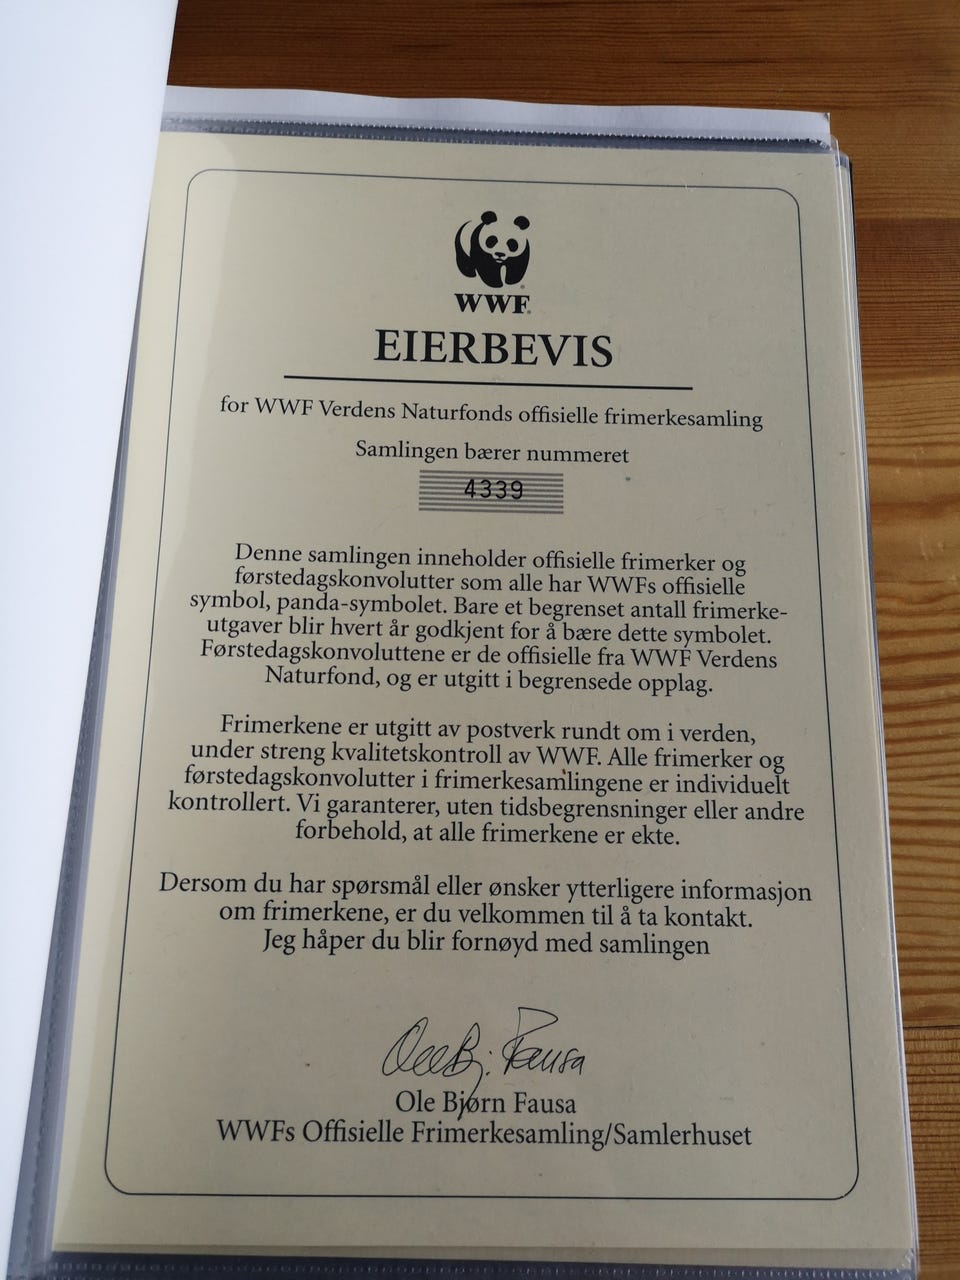 WWF
EIERBEVIS
for WWF Verdens Naturfonds offisielle frimerkesamling
Samlingen bærer nummeret
4339
Denne samlingen inneholder offisielle frimerker og
førstedagskonvolutter som alle har WWFs offisielle
symbol, panda-symbolet. Bare et begrenset antall frimerke-
utgaver blir hvert år godkjent for å bære dette symbolet.
Førstedagskonvoluttene er de offisielle fra WWF Verdens
Naturfond, og er utgitt i begrensede opplag.
Frimerkene er utgitt av postverk rundt om i verden,
under streng kvalitetskontroll av WWF. Alle frimerker og
førstedagskonvolutter i frimerkesamlingene er individuelt
kontrollert. Vi garanterer, uten tidsbegrensninger eller andre
forbehold, at alle frimerkene er ekte.
Dersom du har spørsmål eller ønsker ytterligere informasjon
om frimerkene, er du velkommen til å ta kontakt.
Jeg håper du blir fornøyd med samlingen
Ole Bj. Fausa
Ole Bjørn Fausa
WWFs Offisielle Frimerkesamling/Samlerhuset